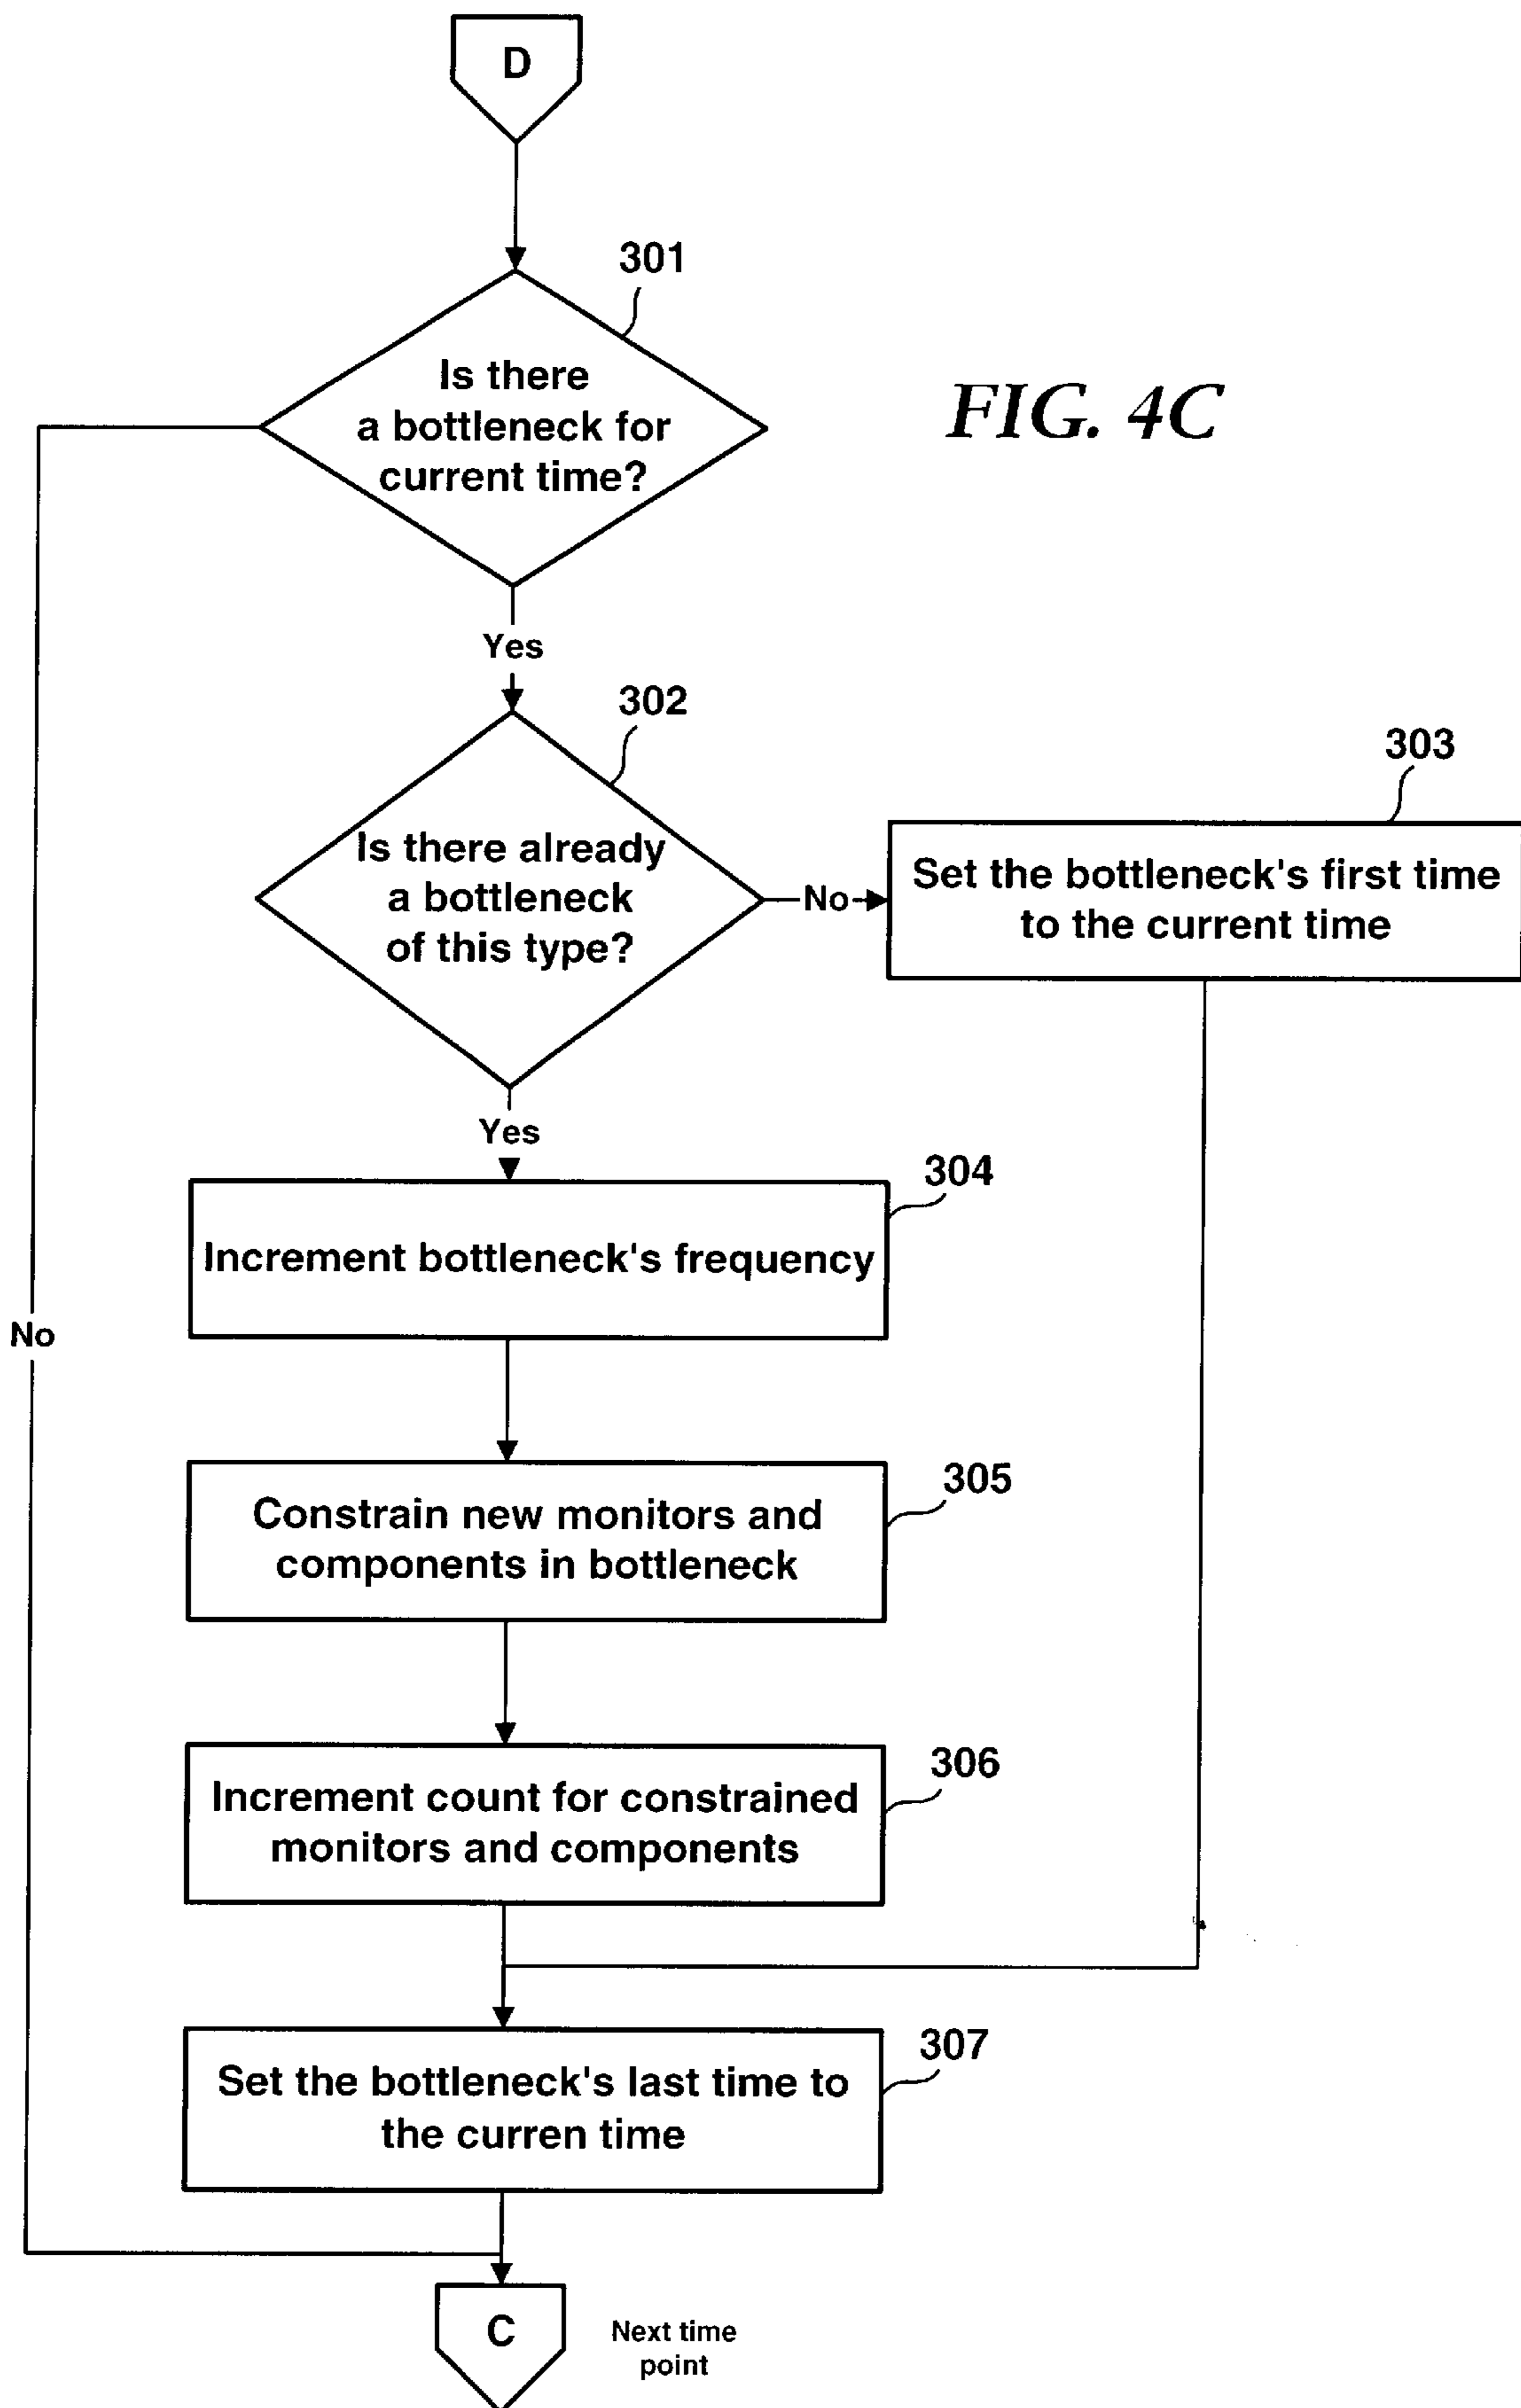 D
301
Is there
a bottleneck for
current time?
FIG. 4C
Yes
302
Is there already
a bottleneck
of this type?
No
303
Set the bottleneck's first time
to the current time
Yes
304
Increment bottleneck's frequency
No
305
Constrain new monitors and
components in bottleneck
306
Increment count for constrained
monitors and components
307
Set the bottleneck's last time to
the curren time
C
Next time
point